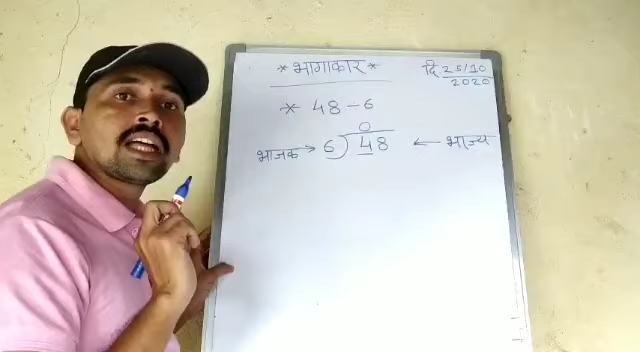 * भागाकार *
दि 25/10
2020
* 48 – 6
0
भाजक → 6 ) 48 ← भाज्य